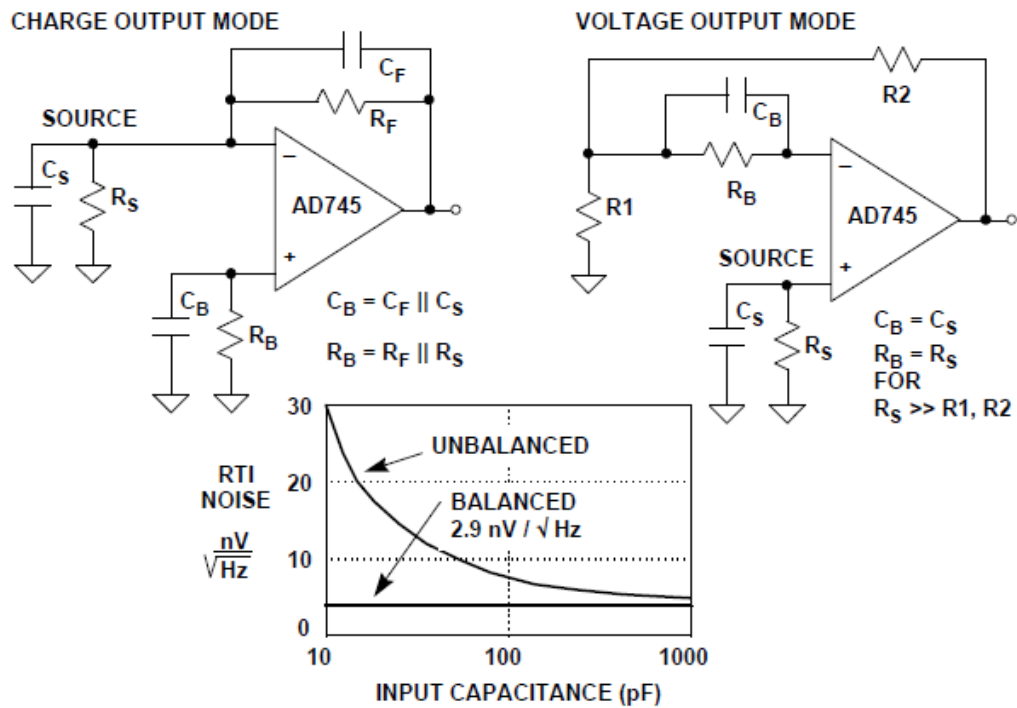 CHARGE OUTPUT MODE
C_F
R_F
SOURCE
C_S
R_S
–
AD745
+
C_B
R_B
C_B = C_F || C_S
R_B = R_F || R_S
VOLTAGE OUTPUT MODE
R2
C_B
R_B
R1
–
AD745
SOURCE
+
C_S
R_S
C_B = C_S
R_B = R_S
FOR
R_S >> R1, R2
30
20
10
0
RTI
NOISE
nV
√Hz
UNBALANCED
BALANCED
2.9 nV / √ Hz
10
100
1000
INPUT CAPACITANCE (pF)